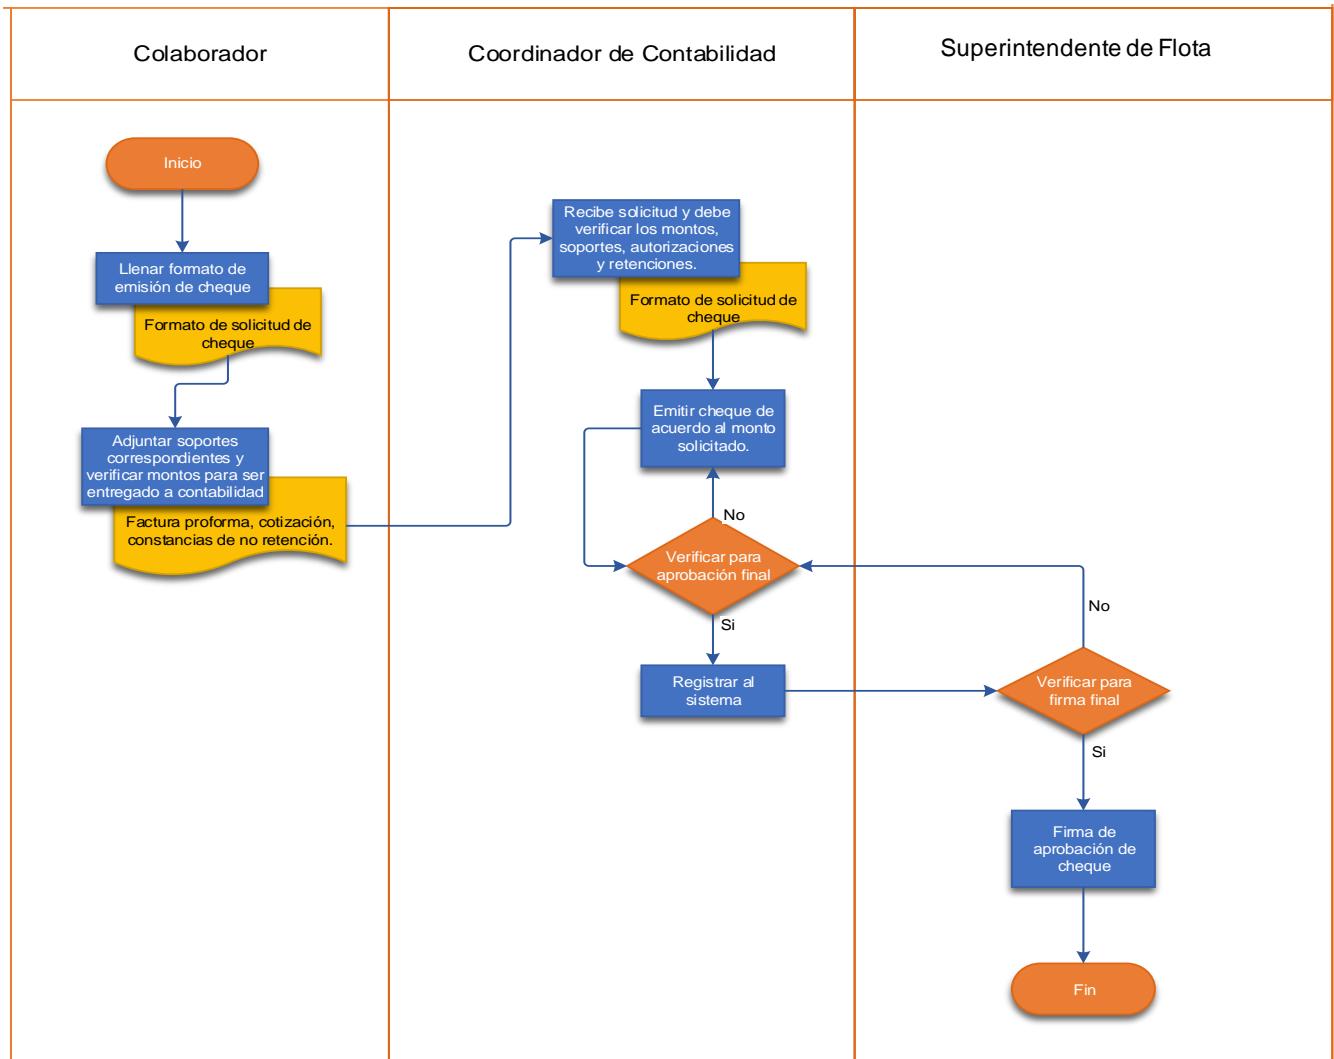 Colaborador
Coordinador de Contabilidad
Superintendente de Flota
Inicio
Llenar formato de
emisión de cheque
Formato de solicitud de
cheque
Adjuntar soportes
correspondientes y
verificar montos para ser
entregado a contabilidad
Factura proforma, cotización,
constancias de no retención.
Recibe solicitud y debe
verificar los montos,
soportes, autorizaciones
y retenciones.
Formato de solicitud de
cheque
Emitir cheque de
acuerdo al monto
solicitado.
No
Verificar para
aprobación final
Si
Registrar al
sistema
No
Verificar para
firma final
Si
Firma de
aprobación de
cheque
Fin